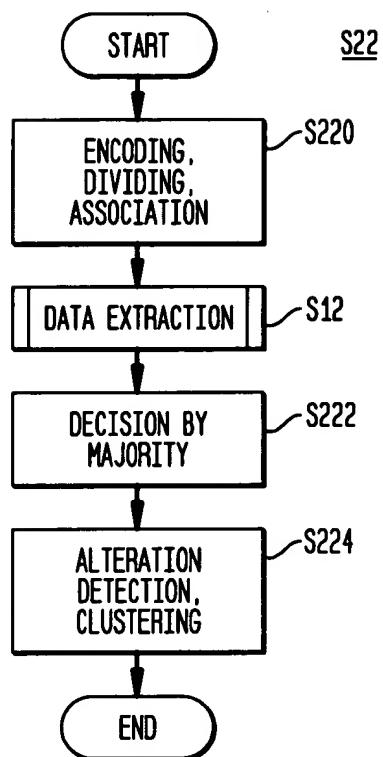 START
S22
ENCODING,
DIVIDING,
ASSOCIATION
S220
DATA EXTRACTION
S12
DECISION BY
MAJORITY
S222
ALTERATION
DETECTION,
CLUSTERING
S224
END